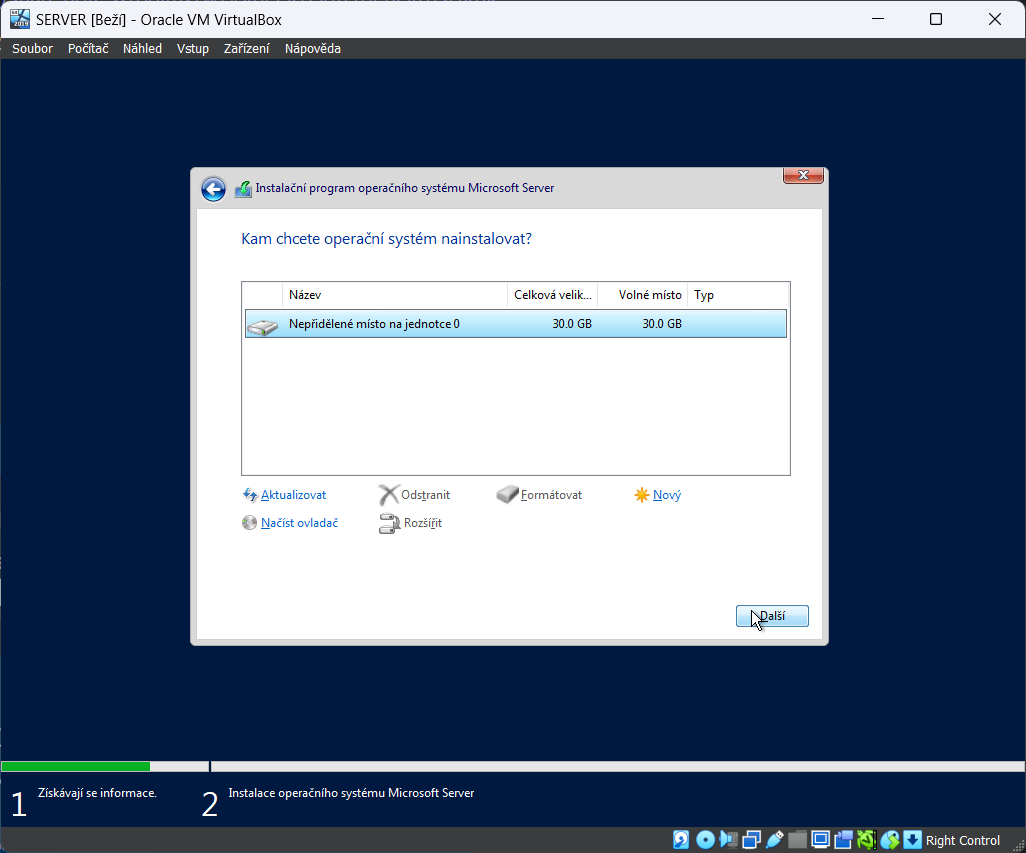 SERVER [Beží] - Oracle VM VirtualBox
Soubor Počítač Náhled Vstup Zařízení Nápověda
Instalační program operačního systému Microsoft Server
Kam chcete operační systém nainstalovat?
Název Celková velik... Volné místo Typ
Nepřidělené místo na jednotce 0 30.0 GB 30.0 GB
Aktualizovat Odstranit Formátovat Nový
Načíst ovladač Rozšířit
Další
1 Získávají se informace. 2 Instalace operačního systému Microsoft Server
Right Control